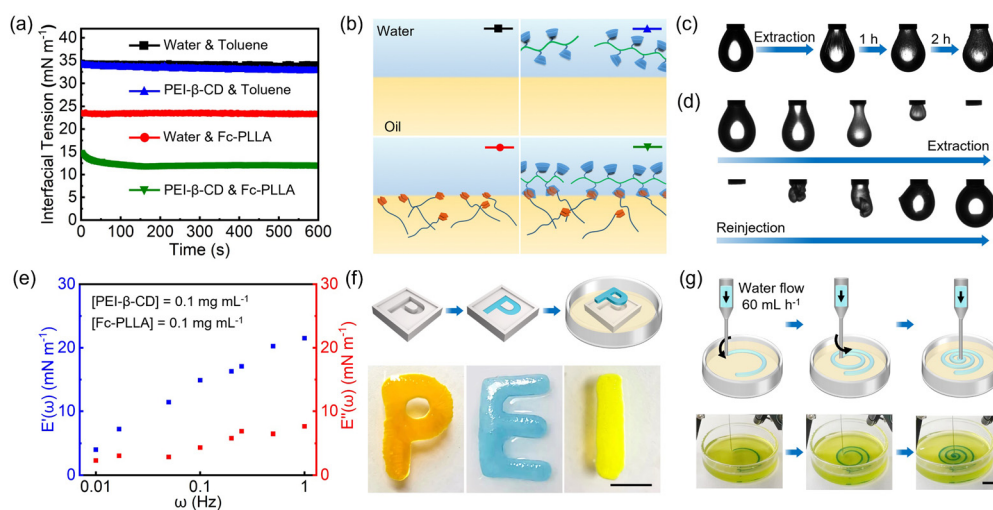 (a)
Interfacial Tension (mN m⁻¹)
40
35
30
25
20
15
10
5
0
Water & Toluene
PEI-β-CD & Toluene
Water & Fc-PLLA
PEI-β-CD & Fc-PLLA
0 100 200 300 400 500 600
Time (s)
(b)
Water
Oil
(c)
Extraction
1 h
2 h
(d)
Extraction
Reinjection
(e)
E'(ω) (mN m⁻¹)
30
20
10
0
[PEI-β-CD] = 0.1 mg mL⁻¹
[Fc-PLLA] = 0.1 mg mL⁻¹
30
20
10
0
E''(ω) (mN m⁻¹)
0.01 0.1 1
ω (Hz)
(f)
P
P
P
P E I
(g)
Water flow
60 mL h⁻¹